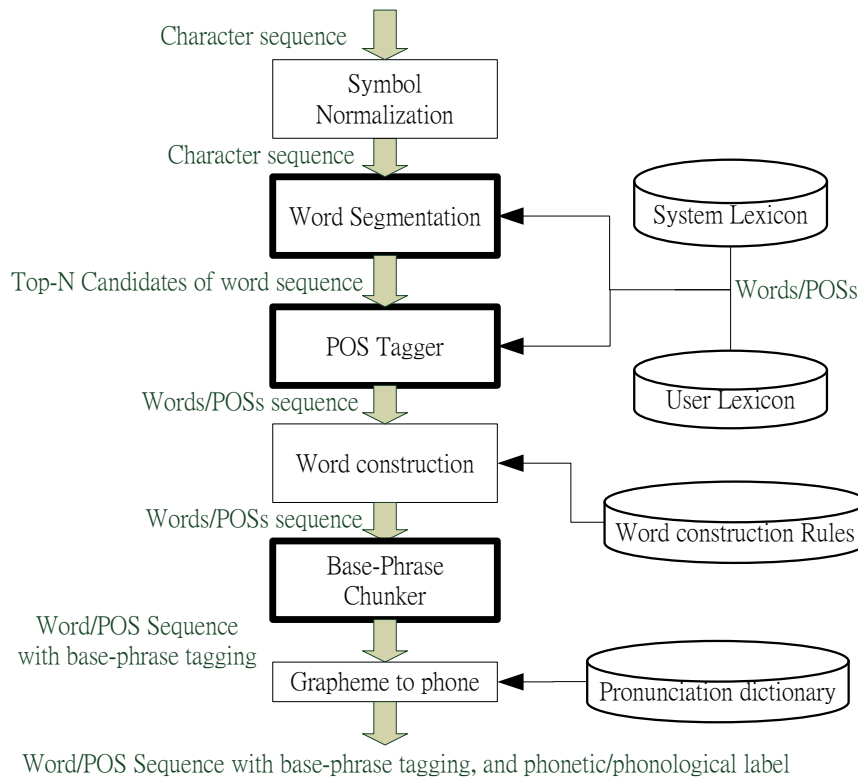 Character sequence
Symbol
Normalization
Character sequence
Word Segmentation
System Lexicon
Top-N Candidates of word sequence
Words/POSs
POS Tagger
User Lexicon
Words/POSs sequence
Word construction
Words/POSs sequence
Word construction Rules
Base-Phrase
Chunker
Word/POS Sequence
with base-phrase tagging
Grapheme to phone
Pronunciation dictionary
Word/POS Sequence with base-phrase tagging, and phonetic/phonological label